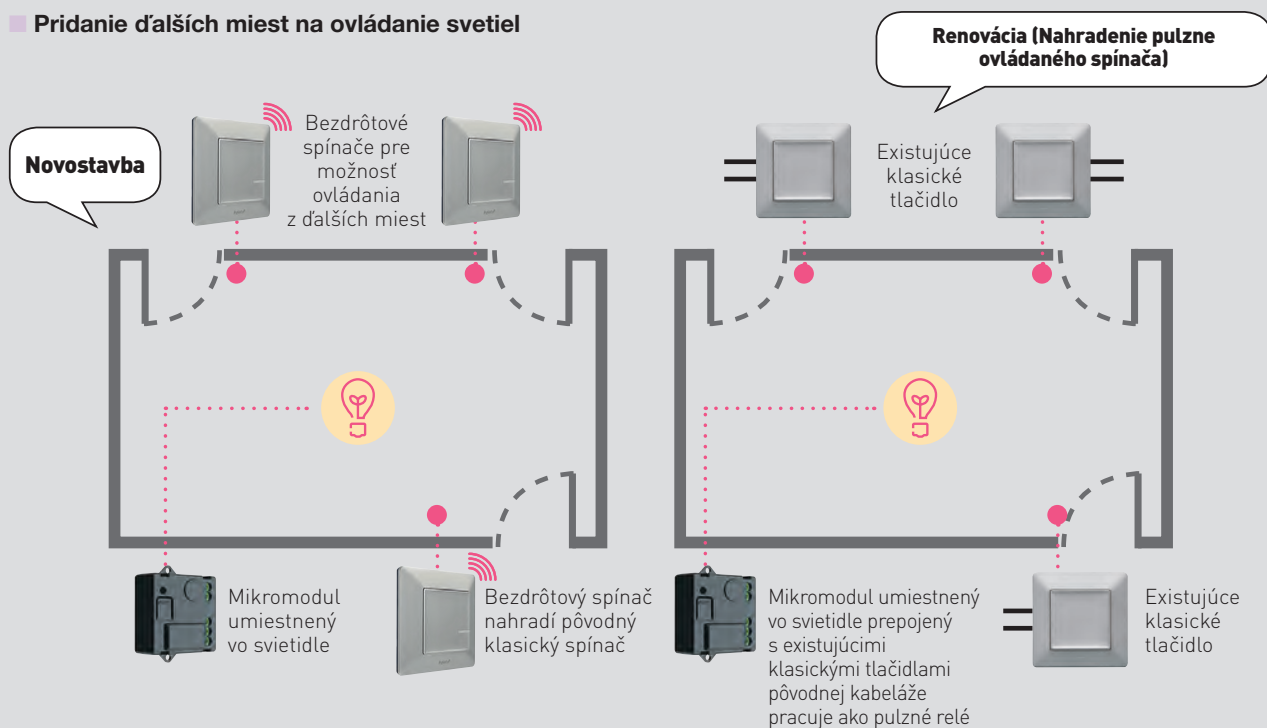 Pridanie ďalších miest na ovládanie svetiel
Renovácia (Nahradenie pulzne
ovládaného spínača)
Novostavba
Bezdrôtové
spínače pre
možnosť
ovládania
z ďalších miest
Existujúce
klasické
tlačidlo
Mikromodul
umiestnený
vo svietidle
Bezdrôtový spínač
nahradí pôvodný
klasický spínač
Mikromodul umiestnený
vo svietidle prepojený
s existujúcimi
klasickými tlačidlami
pôvodnej kabeláže
pracuje ako pulzné relé
Existujúce
klasické
tlačidlo